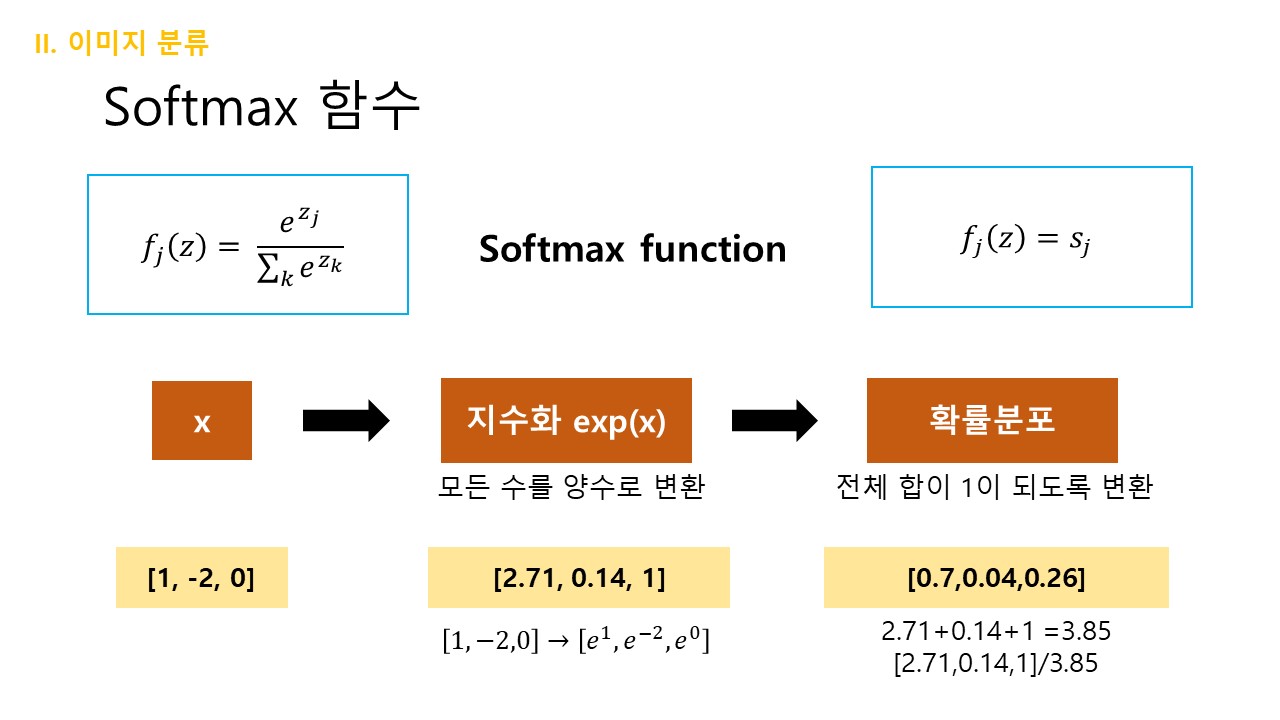 II. 이미지 분류
Softmax 함수
f_j(z) = e^{z_j} / ∑_k e^{z_k}
Softmax function
f_j(z) = s_j
x
지수화 exp(x)
확률분포
모든 수를 양수로 변환
전체 합이 1이 되도록 변환
[1, -2, 0]
[2.71, 0.14, 1]
[0.7,0.04,0.26]
[1,−2,0] → [e^1, e^{−2}, e^0]
2.71+0.14+1 =3.85
[2.71,0.14,1]/3.85